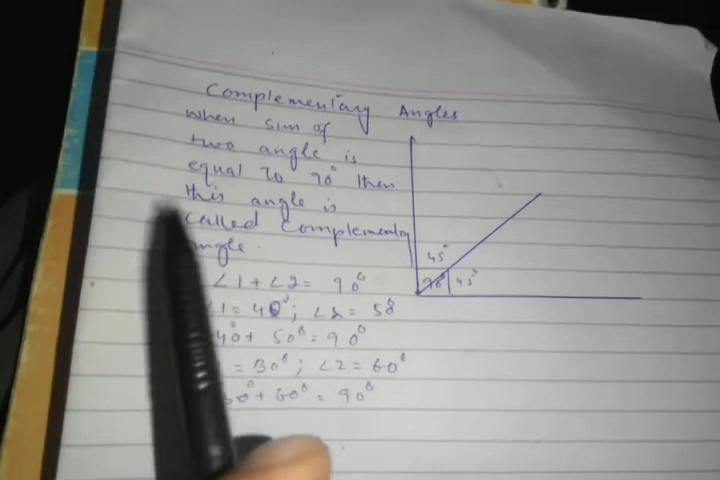 Complementary Angles
when sum of
two angle is
equal to 90° then
this angle is
called Complementary
angle.
∠1 + ∠2 = 90°
∠1 = 40°; ∠2 = 50°
40° + 50° = 90°
= 30°; ∠2 = 60°
30° + 60° = 90°
45°
90° 45°